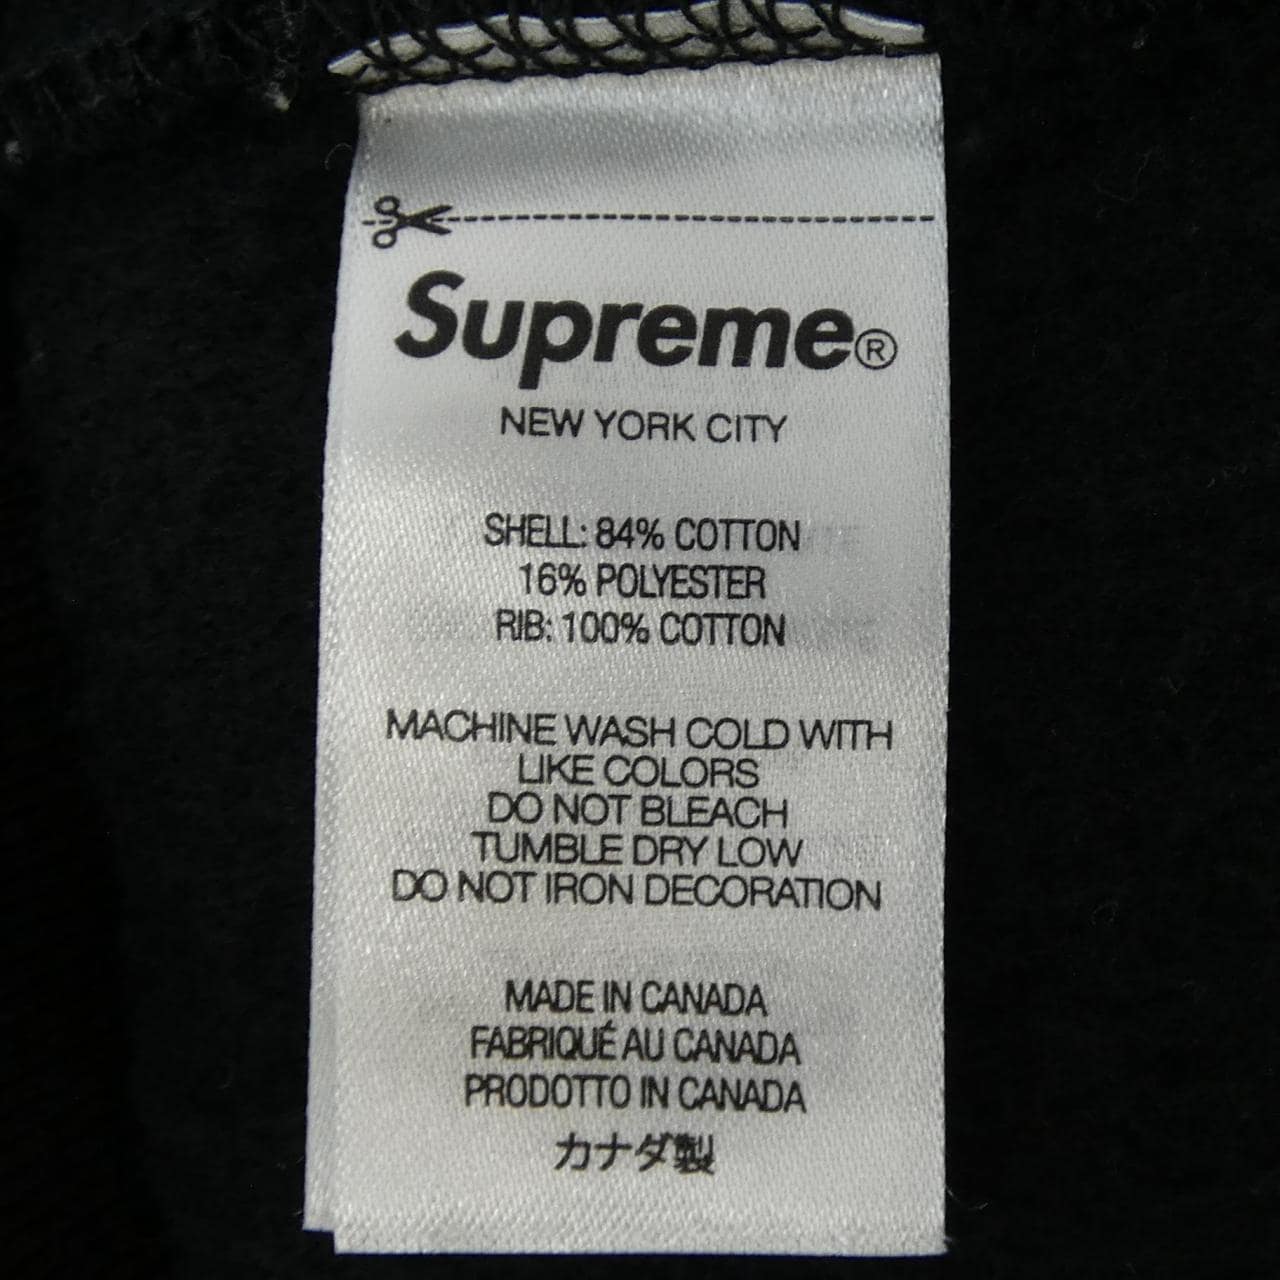 Supreme®
NEW YORK CITY
SHELL: 84% COTTON
16% POLYESTER
RIB: 100% COTTON
MACHINE WASH COLD WITH
LIKE COLORS
DO NOT BLEACH
TUMBLE DRY LOW
DO NOT IRON DECORATION
MADE IN CANADA
FABRIQUÉ AU CANADA
PRODOTTO IN CANADA
カナダ製